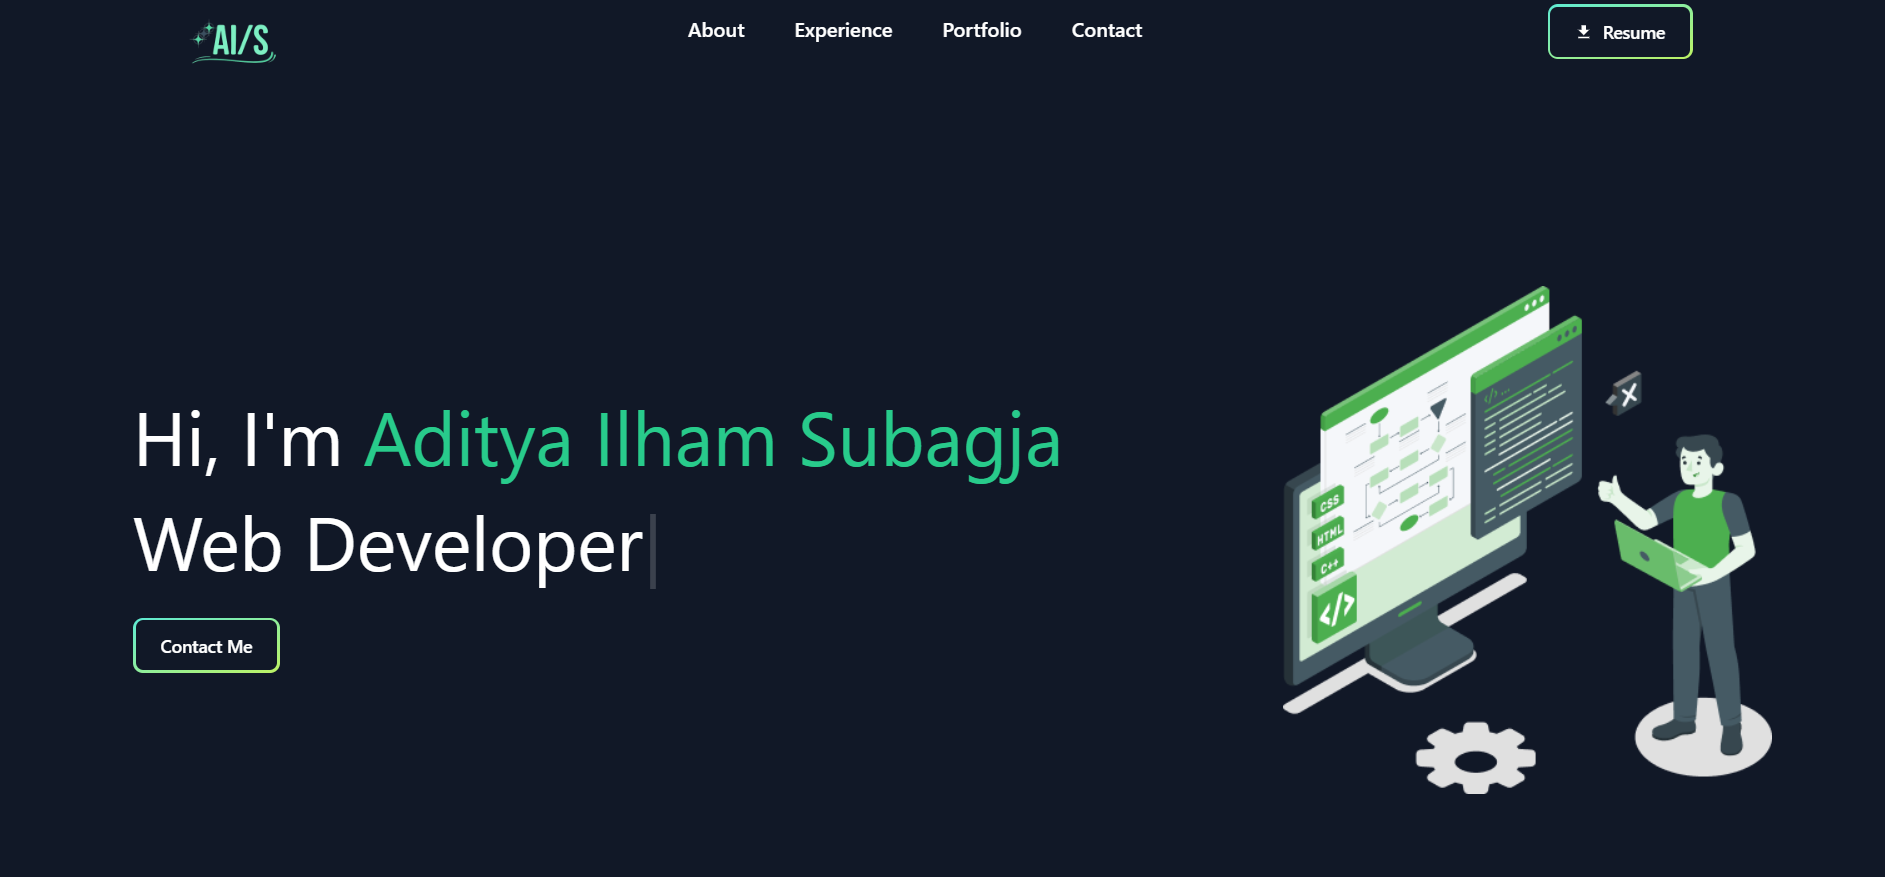 AI/S
About
Experience
Portfolio
Contact
Resume
Hi, I'm Aditya Ilham Subagja
Web Developer
Contact Me
CSS
HTML
C++
</>
</>...